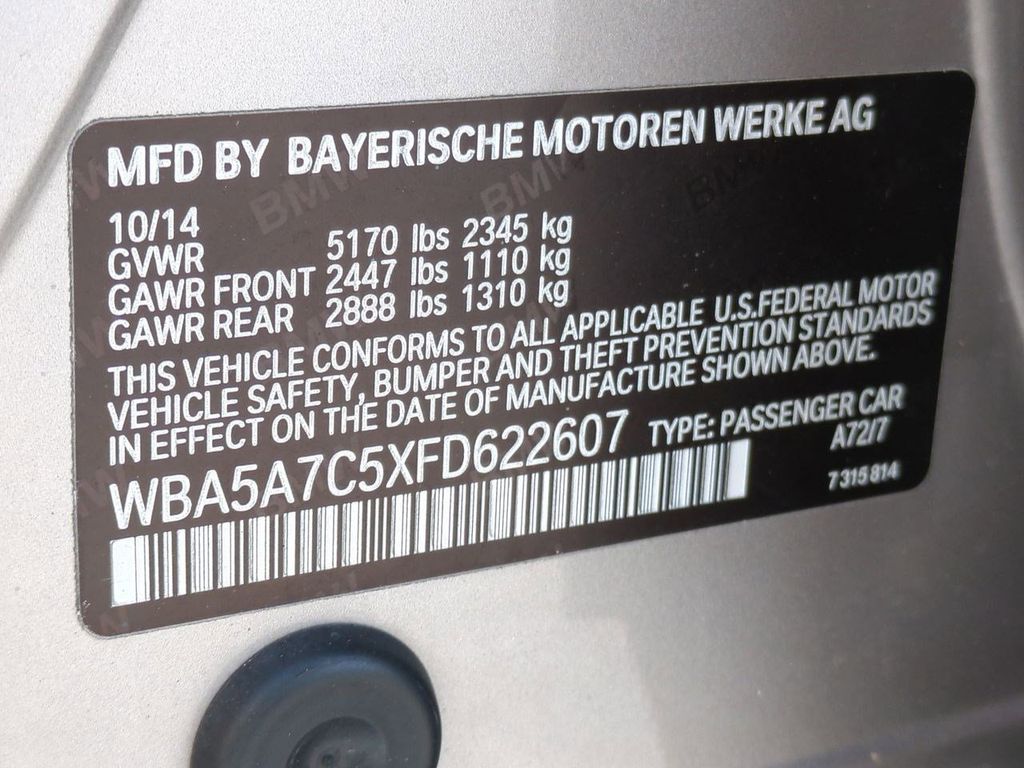 MFD BY BAYERISCHE MOTOREN WERKE AG
10/14
GVWR 5170 lbs 2345 kg
GAWR FRONT 2447 lbs 1110 kg
GAWR REAR 2888 lbs 1310 kg
THIS VEHICLE CONFORMS TO ALL APPLICABLE U.S.FEDERAL MOTOR
VEHICLE SAFETY, BUMPER AND THEFT PREVENTION STANDARDS
IN EFFECT ON THE DATE OF MANUFACTURE SHOWN ABOVE.
WBA5A7C5XFD622607 TYPE: PASSENGER CAR
A72/7
7 315 814